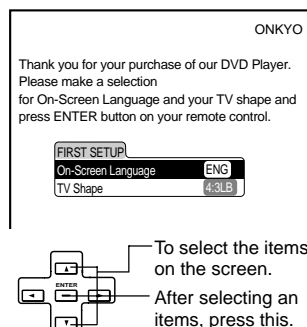 ONKYO
Thank you for your purchase of our DVD Player.
Please make a selection
for On-Screen Language and your TV shape and
press ENTER button on your remote control.
FIRST SETUP
On-Screen Language ENG
TV Shape 4:3LB
To select the items
on the screen.
ENTER
After selecting an
items, press this.